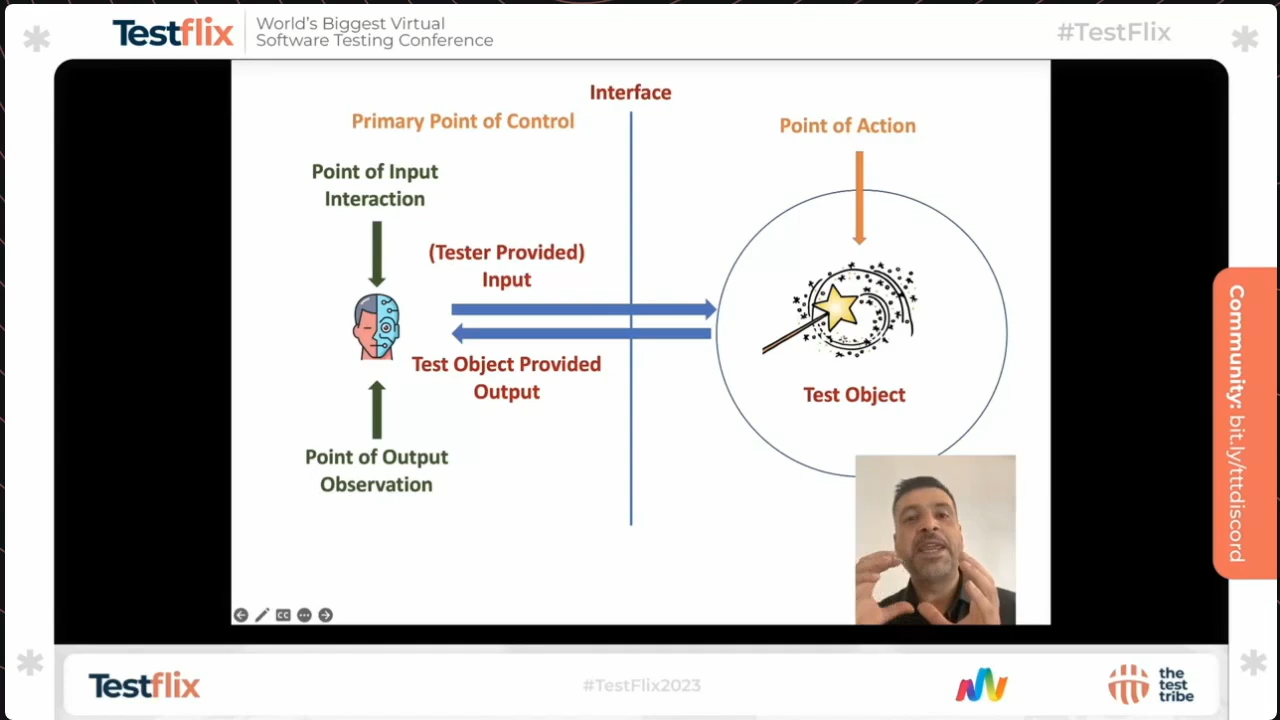 Testflix
World's Biggest Virtual
Software Testing Conference
#TestFlix
Interface
Primary Point of Control
Point of Action
Point of Input
Interaction
(Tester Provided)
Input
Test Object Provided
Output
Test Object
Point of Output
Observation
CC
Community: bit.ly/tttdiscord
Testflix
#TestFlix2023
the
test
tribe